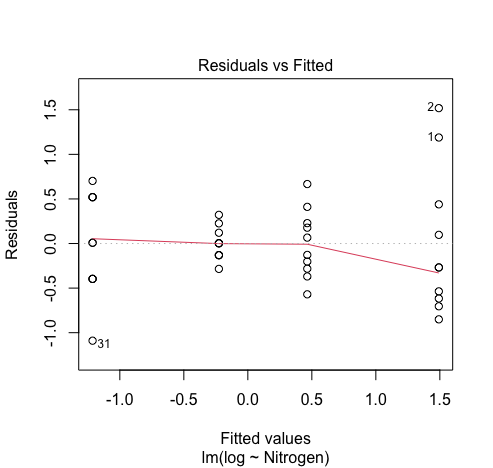 Residuals vs Fitted
Residuals
1.5
1.0
0.5
0.0
-0.5
-1.0
2
1
31
-1.0 -0.5 0.0 0.5 1.0 1.5
Fitted values
lm(log ~ Nitrogen)